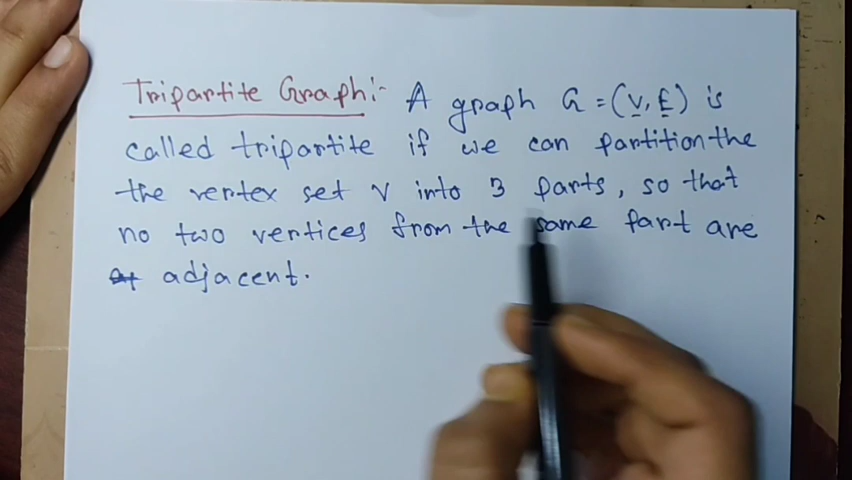 Tripartite Graph:- A graph G = (V, E) is
called tripartite if we can partition the
the vertex set V into 3 parts, so that
no two vertices from the same part are
adjacent.